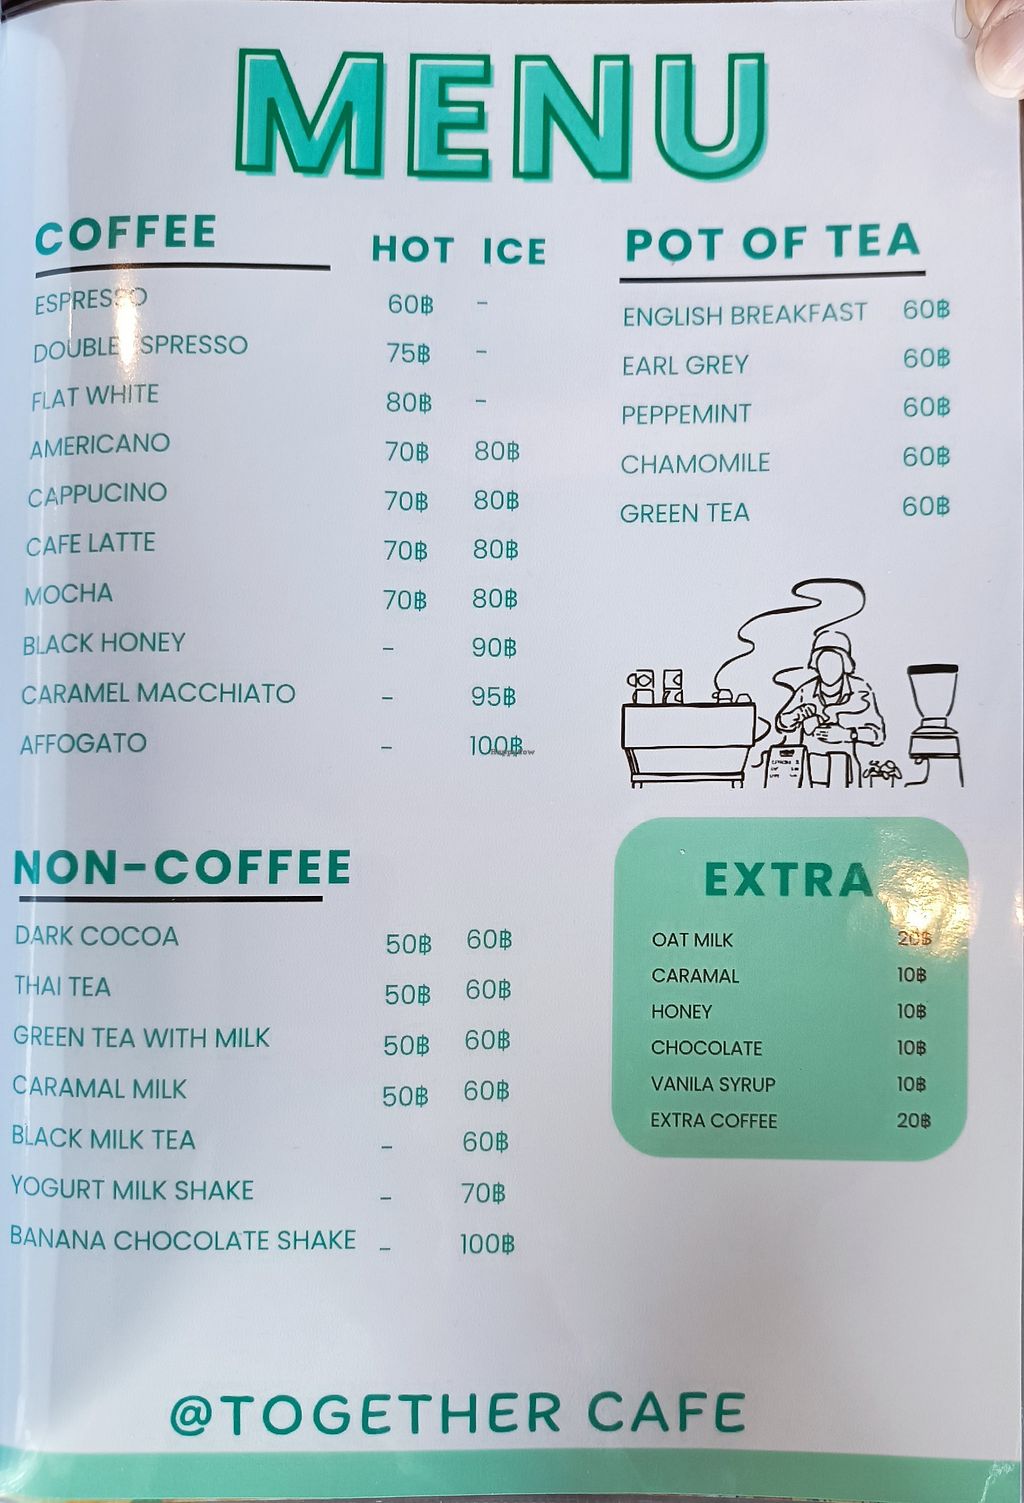 MENU
COFFEE HOT ICE
ESPRESSO 60฿ -
DOUBLE ESPRESSO 75฿ -
FLAT WHITE 80฿ -
AMERICANO 70฿ 80฿
CAPPUCINO 70฿ 80฿
CAFE LATTE 70฿ 80฿
MOCHA 70฿ 80฿
BLACK HONEY - 90฿
CARAMEL MACCHIATO - 95฿
AFFOGATO - 100฿
HappyCow
NON-COFFEE
DARK COCOA 50฿ 60฿
THAI TEA 50฿ 60฿
GREEN TEA WITH MILK 50฿ 60฿
CARAMAL MILK 50฿ 60฿
BLACK MILK TEA - 60฿
YOGURT MILK SHAKE - 70฿
BANANA CHOCOLATE SHAKE - 100฿
POT OF TEA
ENGLISH BREAKFAST 60฿
EARL GREY 60฿
PEPPEMINT 60฿
CHAMOMILE 60฿
GREEN TEA 60฿
EXTRA
OAT MILK 20฿
CARAMAL 10฿
HONEY 10฿
CHOCOLATE 10฿
VANILA SYRUP 10฿
EXTRA COFFEE 20฿
@TOGETHER CAFE